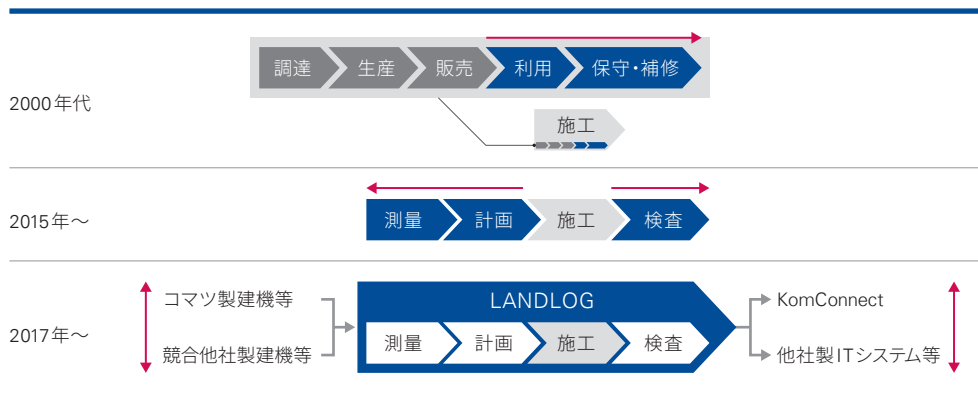 2000年代
調達
生産
販売
利用
保守・補修
施工
2015年～
測量
計画
施工
検査
2017年～
コマツ製建機等
競合他社製建機等
LANDLOG
測量
計画
施工
検査
KomConnect
他社製ITシステム等